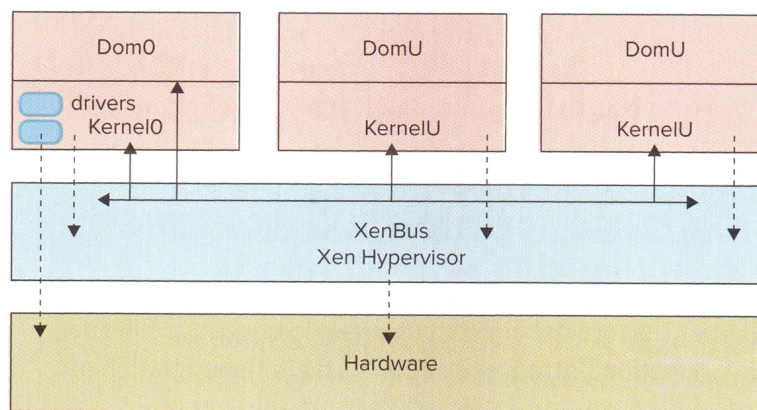 Dom0
DomU
DomU
drivers
Kernel0
KernelU
KernelU
XenBus
Xen Hypervisor
Hardware